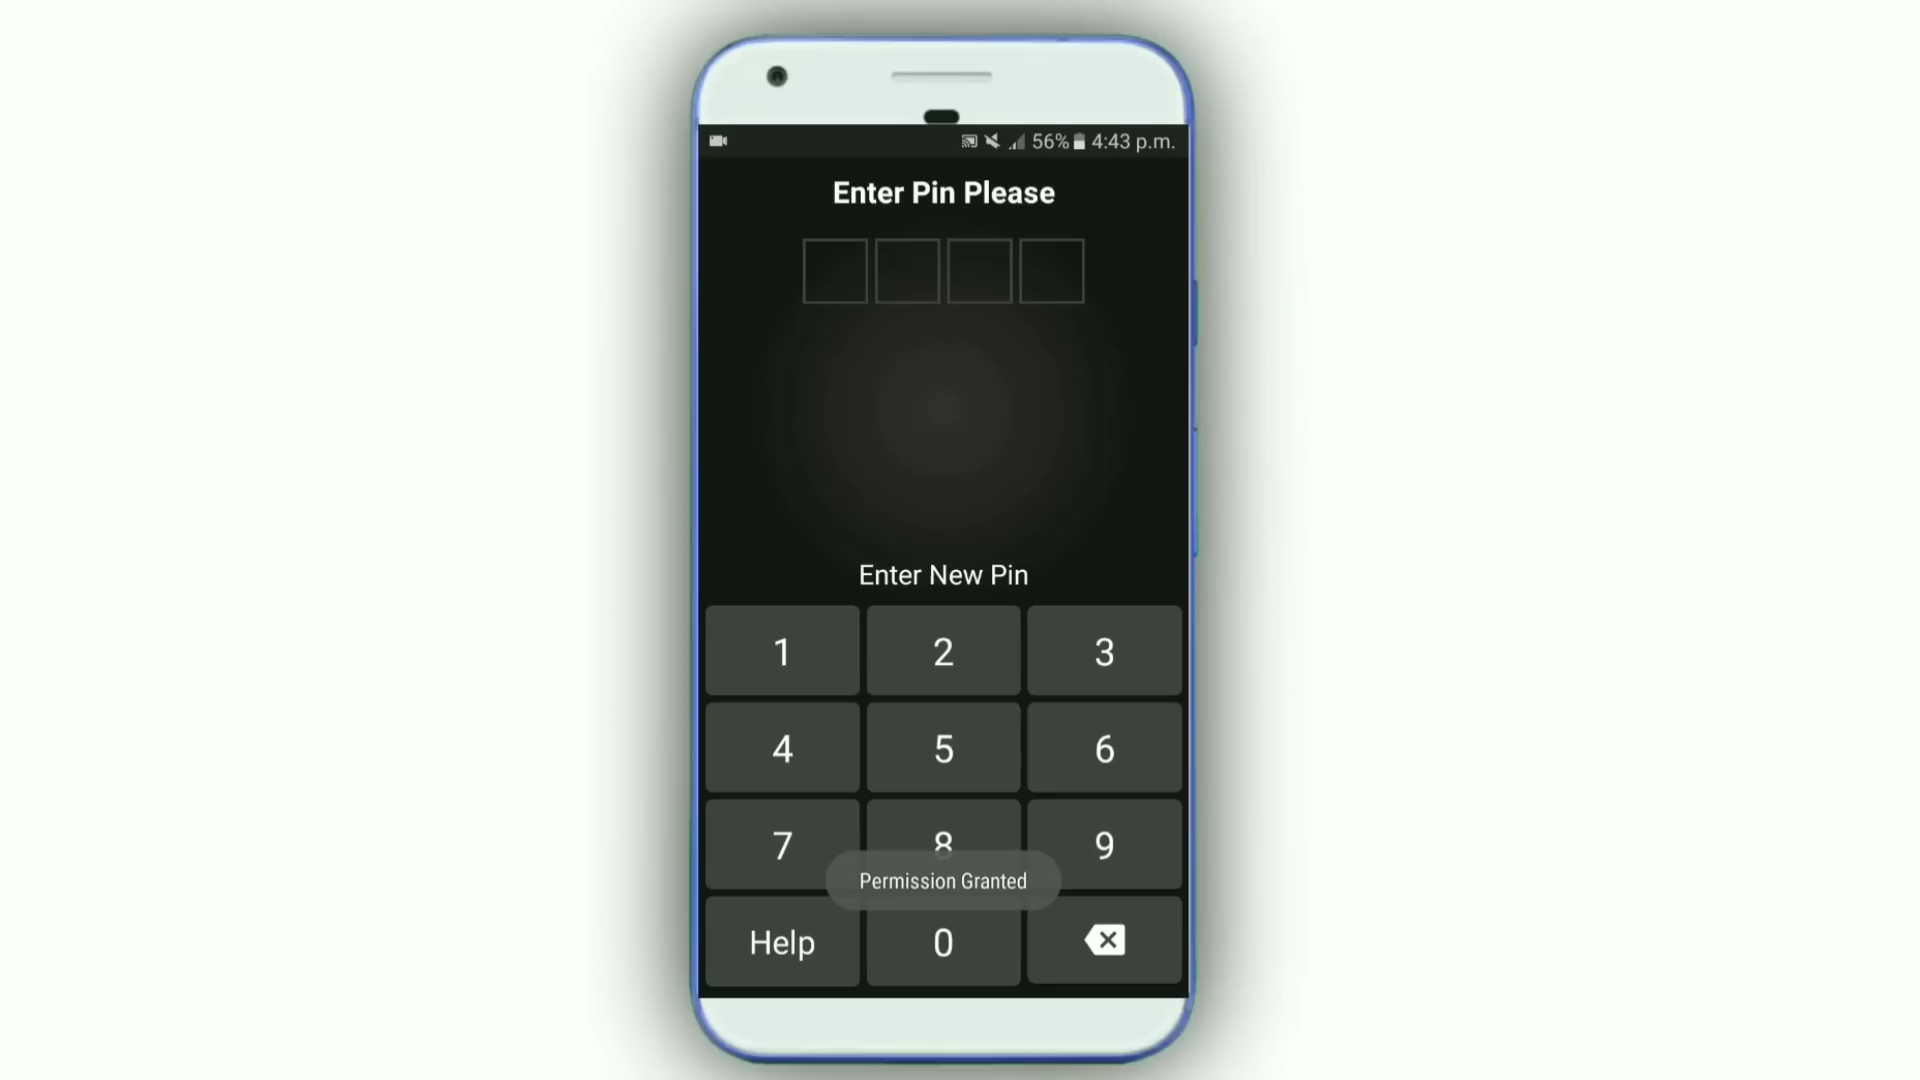 56% 4:43 p.m.
Enter Pin Please
Enter New Pin
1 2 3
4 5 6
7 8 9
Permission Granted
Help 0